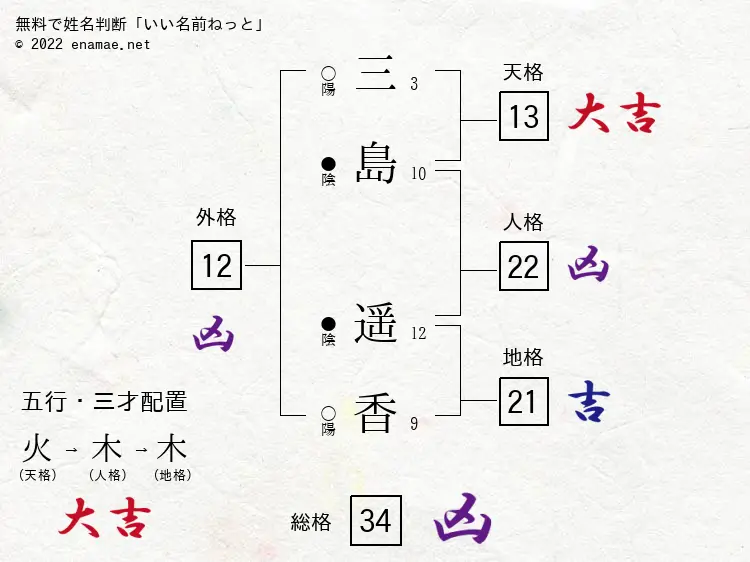 無料で姓名判断「いい名前ねっと」
© 2022 enamae.net
○陽 三 3
●陰 島 10
●陰 遥 12
○陽 香 9
天格
13 大吉
人格
22 凶
地格
21 吉
外格
12
凶
五行・三才配置
火→木→木
(天格) (人格) (地格)
大吉
総格 34 凶